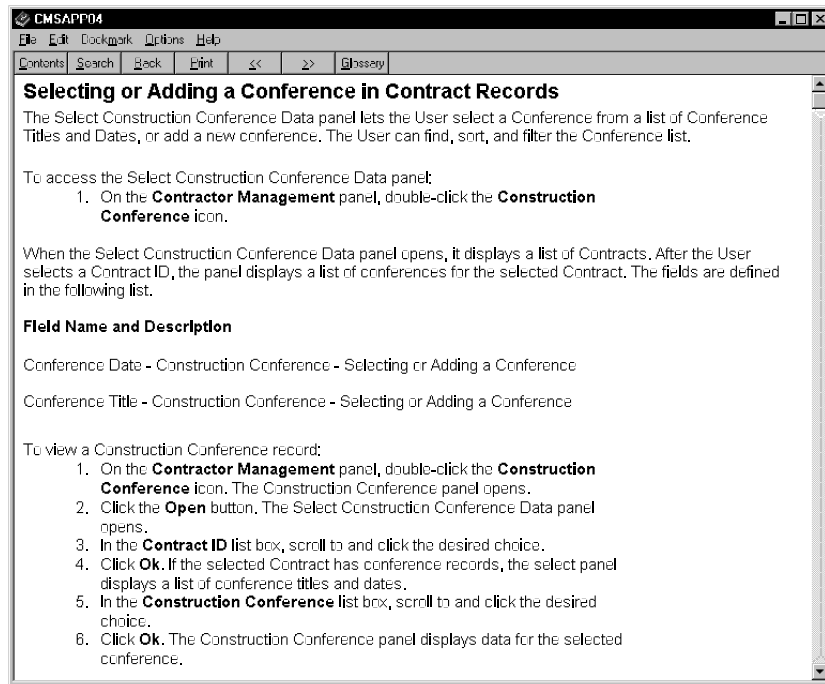 CMSAPP04
File Edit Bookmark Options Help
Contents Search Back Print << >> Glossary
Selecting or Adding a Conference in Contract Records
The Select Construction Conference Data panel lets the User select a Conference from a list of Conference
Titles and Dates, or add a new conference. The User can find, sort, and filter the Conference list.
To access the Select Construction Conference Data panel:
1. On the Contractor Management panel, double-click the Construction
Conference icon.
When the Select Construction Conference Data panel opens, it displays a list of Contracts. After the User
selects a Contract ID, the panel displays a list of conferences for the selected Contract. The fields are defined
in the following list.
Field Name and Description
Conference Date - Construction Conference - Selecting or Adding a Conference
Conference Title - Construction Conference - Selecting or Adding a Conference
To view a Construction Conference record:
1. On the Contractor Management panel, double-click the Construction
Conference icon. The Construction Conference panel opens.
2. Click the Open button. The Select Construction Conference Data panel
opens.
3. In the Contract ID list box, scroll to and click the desired choice.
4. Click Ok. If the selected Contract has conference records, the select panel
displays a list of conference titles and dates.
5. In the Construction Conference list box, scroll to and click the desired
choice.
6. Click Ok. The Construction Conference panel displays data for the selected
conference.